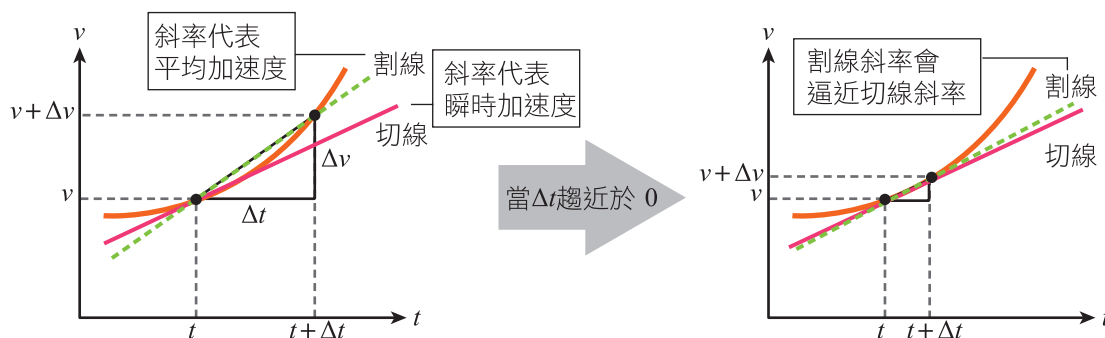 v
斜率代表
平均加速度
割線
斜率代表
瞬時加速度
v + Δv
切線
Δv
v
Δt
t
t + Δt
t
當Δt趨近於 0
v
割線斜率會
逼近切線斜率
割線
切線
v + Δv
v
t
t + Δt
t